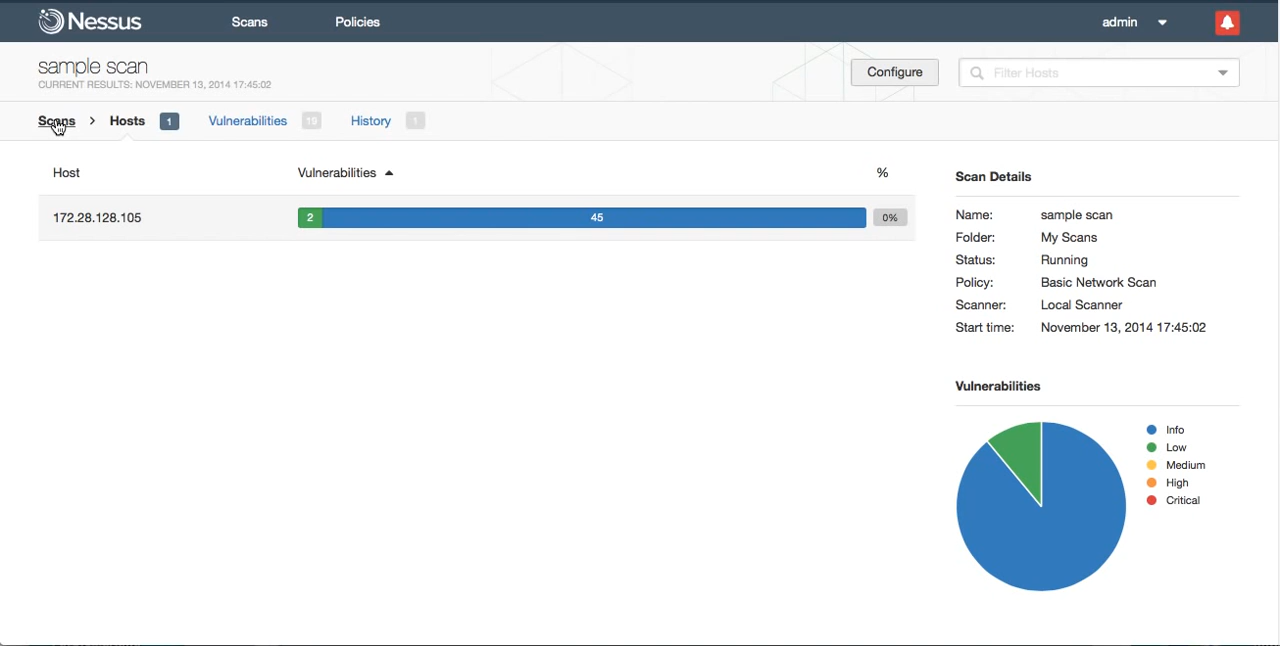 Nessus Scans Policies admin
sample scan
CURRENT RESULTS: NOVEMBER 13, 2014 17:45:02
Configure Filter Hosts
Scans > Hosts 1 Vulnerabilities 19 History 1
Host Vulnerabilities %
172.28.128.105 2 45 0%
Scan Details
Name: sample scan
Folder: My Scans
Status: Running
Policy: Basic Network Scan
Scanner: Local Scanner
Start time: November 13, 2014 17:45:02
Vulnerabilities
Info
Low
Medium
High
Critical